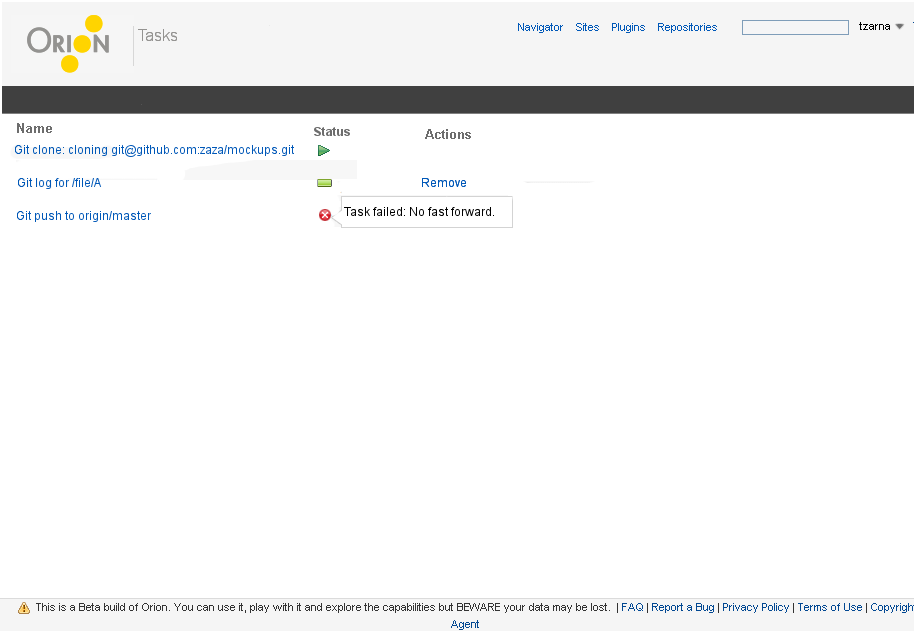 ORION Tasks Navigator Sites Plugins Repositories tzarna
Name Status Actions
Git clone: cloning git@github.com:zaza/mockups.git
Git log for /file/A Remove
Git push to origin/master Task failed: No fast forward.
This is a Beta build of Orion. You can use it, play with it and explore the capabilities but BEWARE your data may be lost. | FAQ | Report a Bug | Privacy Policy | Terms of Use | Copyright
Agent